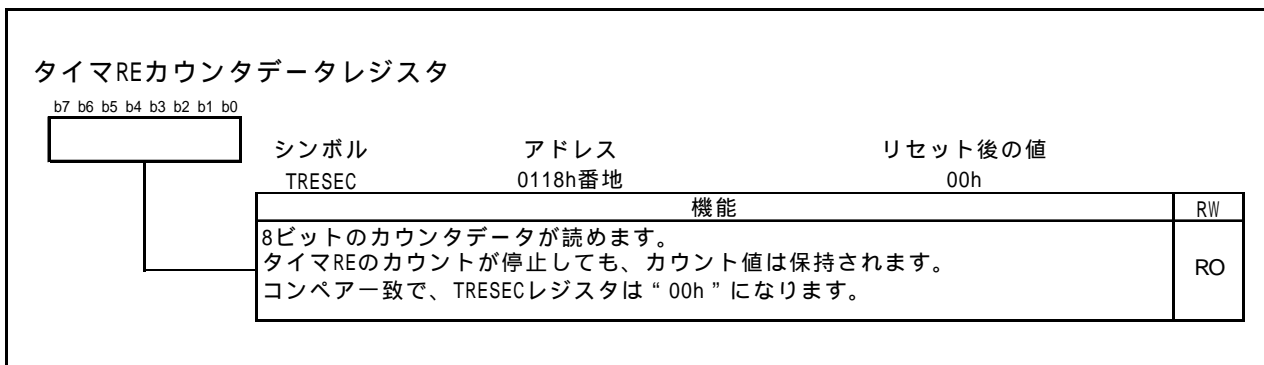 タイマREカウンタデータレジスタ
b7 b6 b5 b4 b3 b2 b1 b0
シンボル アドレス リセット後の値
TRESEC 0118h番地 00h
機能 RW
8ビットのカウンタデータが読めます。
タイマREのカウントが停止しても、カウント値は保持されます。
コンペア一致で、TRESECレジスタは“00h”になります。
RO